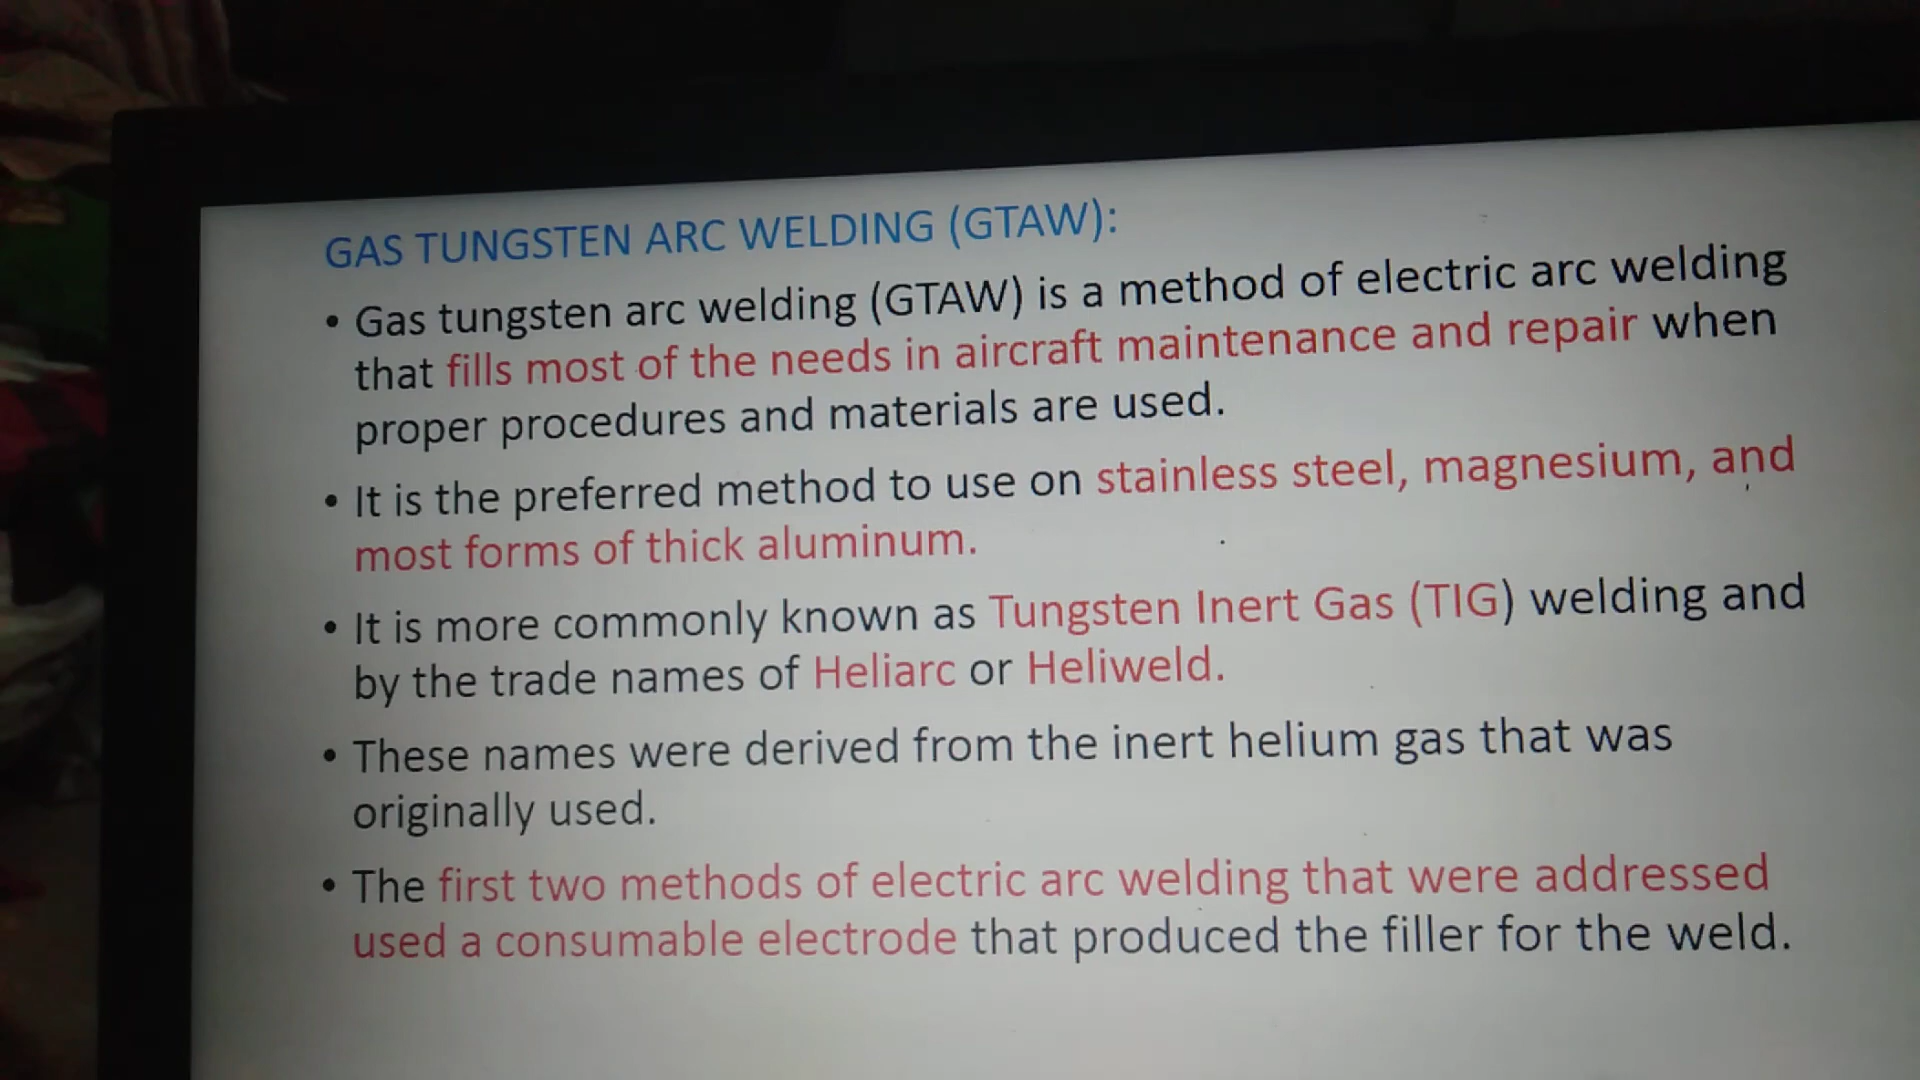 GAS TUNGSTEN ARC WELDING (GTAW):
• Gas tungsten arc welding (GTAW) is a method of electric arc welding
that fills most of the needs in aircraft maintenance and repair when
proper procedures and materials are used.
• It is the preferred method to use on stainless steel, magnesium, and
most forms of thick aluminum.
• It is more commonly known as Tungsten Inert Gas (TIG) welding and
by the trade names of Heliarc or Heliweld.
• These names were derived from the inert helium gas that was
originally used.
• The first two methods of electric arc welding that were addressed
used a consumable electrode that produced the filler for the weld.